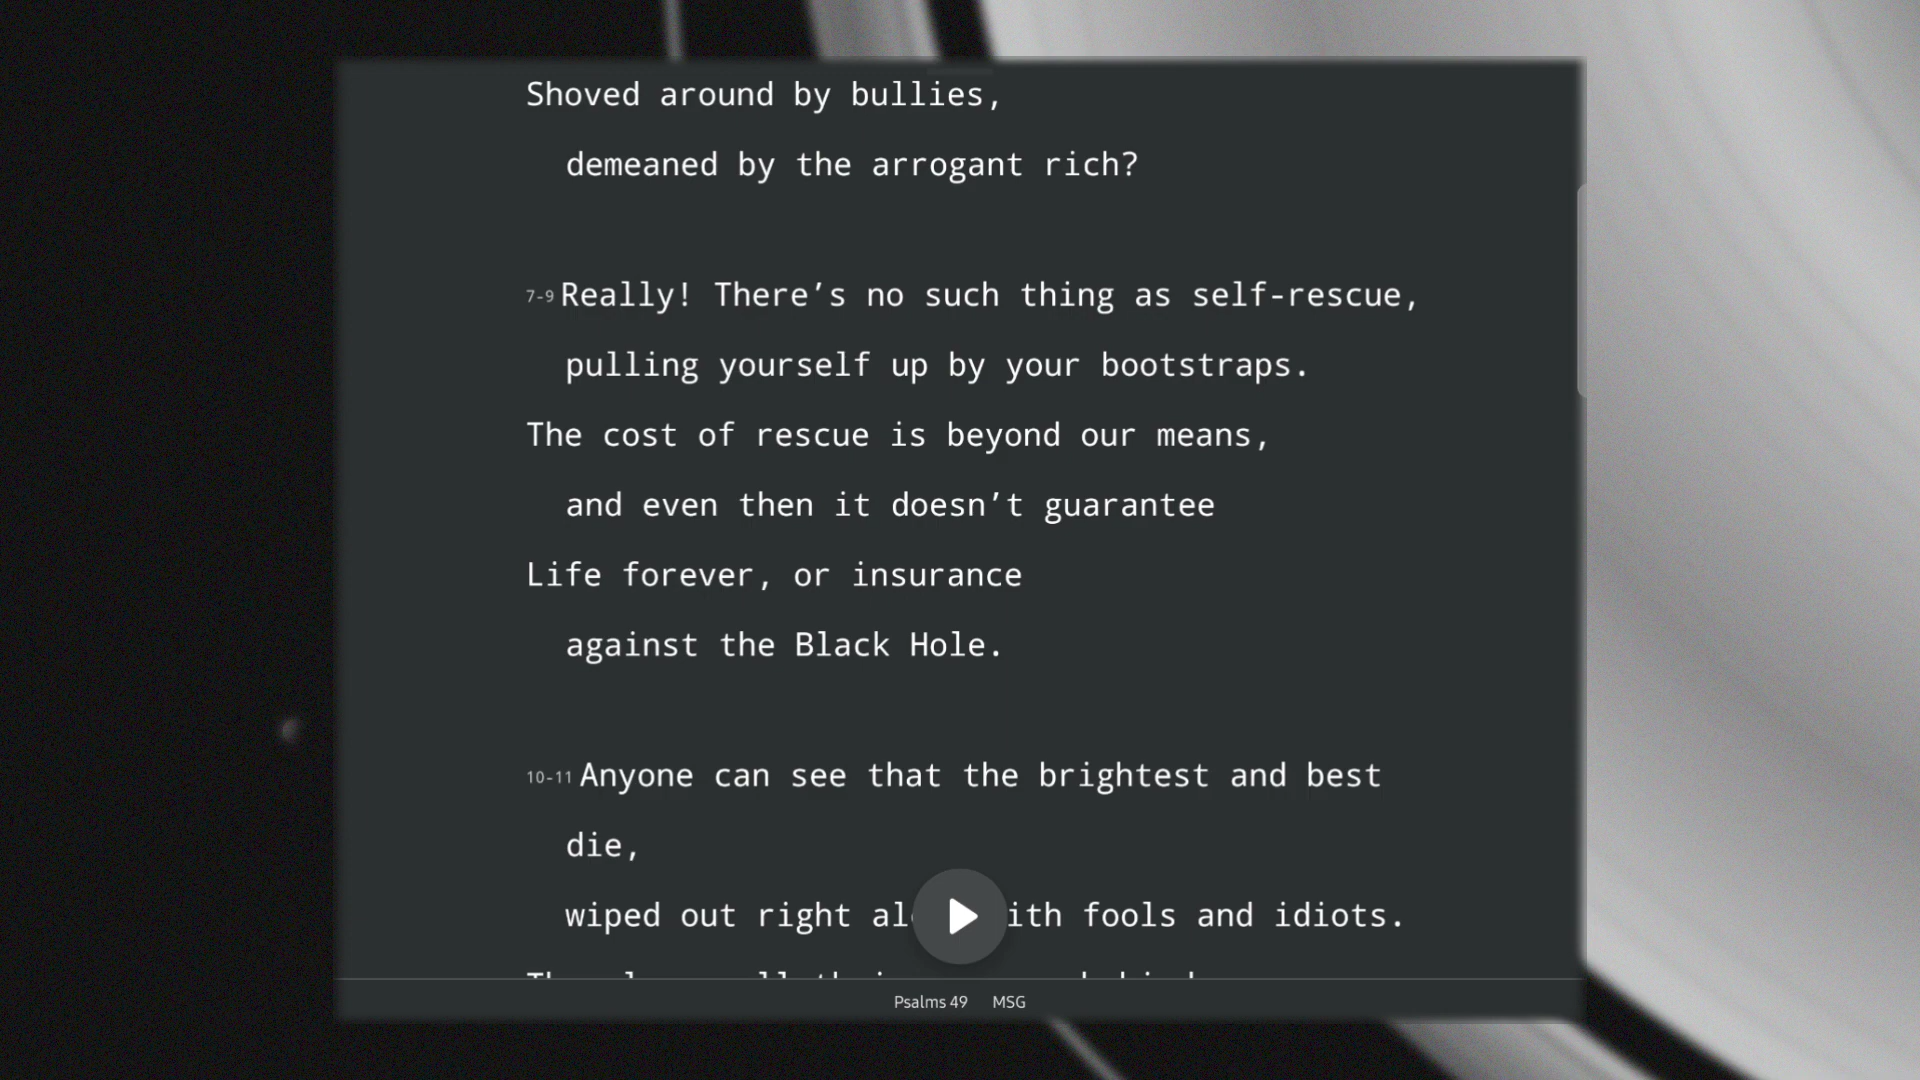 Shoved around by bullies,
demeaned by the arrogant rich?
7-9 Really! There’s no such thing as self-rescue,
pulling yourself up by your bootstraps.
The cost of rescue is beyond our means,
and even then it doesn’t guarantee
Life forever, or insurance
against the Black Hole.
10-11 Anyone can see that the brightest and best
die,
wiped out right with fools and idiots.
Psalms 49 MSG